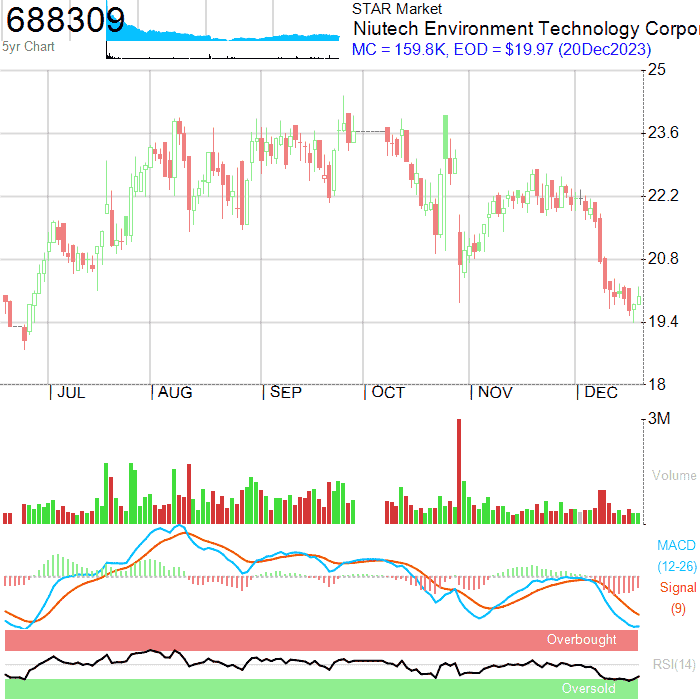 688309
5yr Chart
STAR Market
Niutech Environment Technology Corpor
MC = 159.8K, EOD = $19.97 (20Dec2023)
25
23.6
22.2
20.8
19.4
18
JUL AUG SEP OCT NOV DEC
3M
Volume
MACD
(12-26)
Signal
(9)
Overbought
RSI(14)
Oversold